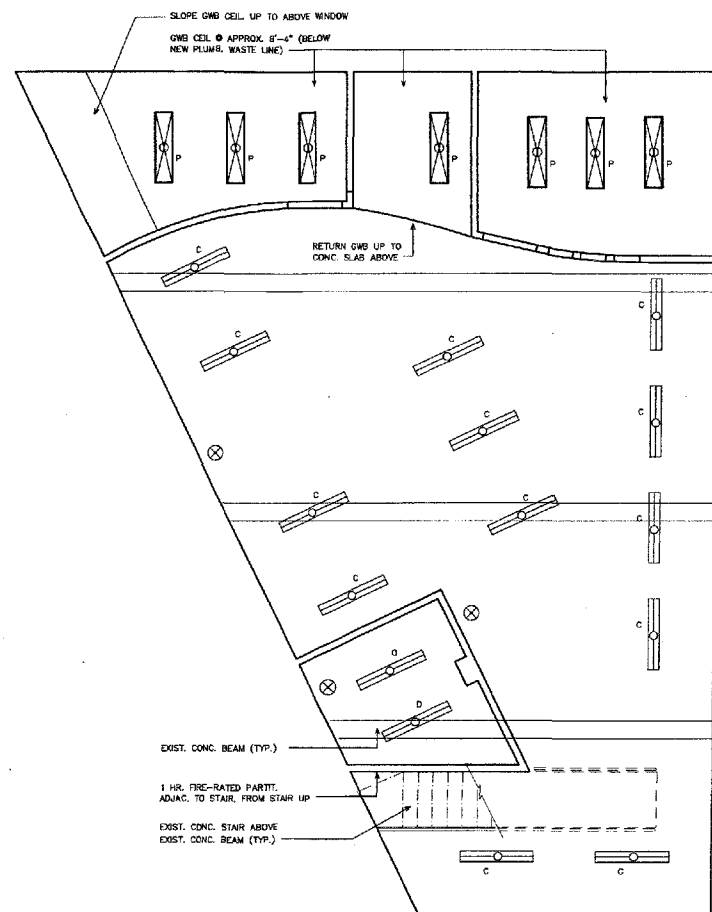 SLOPE GWB CEIL. UP TO ABOVE WINDOW
GWB CEIL @ APPROX. 8'-4" (BELOW
NEW PLUMB. WASTE LINE)
P P P P P P P
RETURN GWB UP TO
CONC. SLAB ABOVE
C
C
C
C
C
C
C
C
C
C
C
D
D
EXIST. CONC. BEAM (TYP.)
1 HR. FIRE-RATED PARTIT.
ADJAC. TO STAIR, FROM STAIR UP
EXIST. CONC. STAIR ABOVE
EXIST. CONC. BEAM (TYP.)
C C